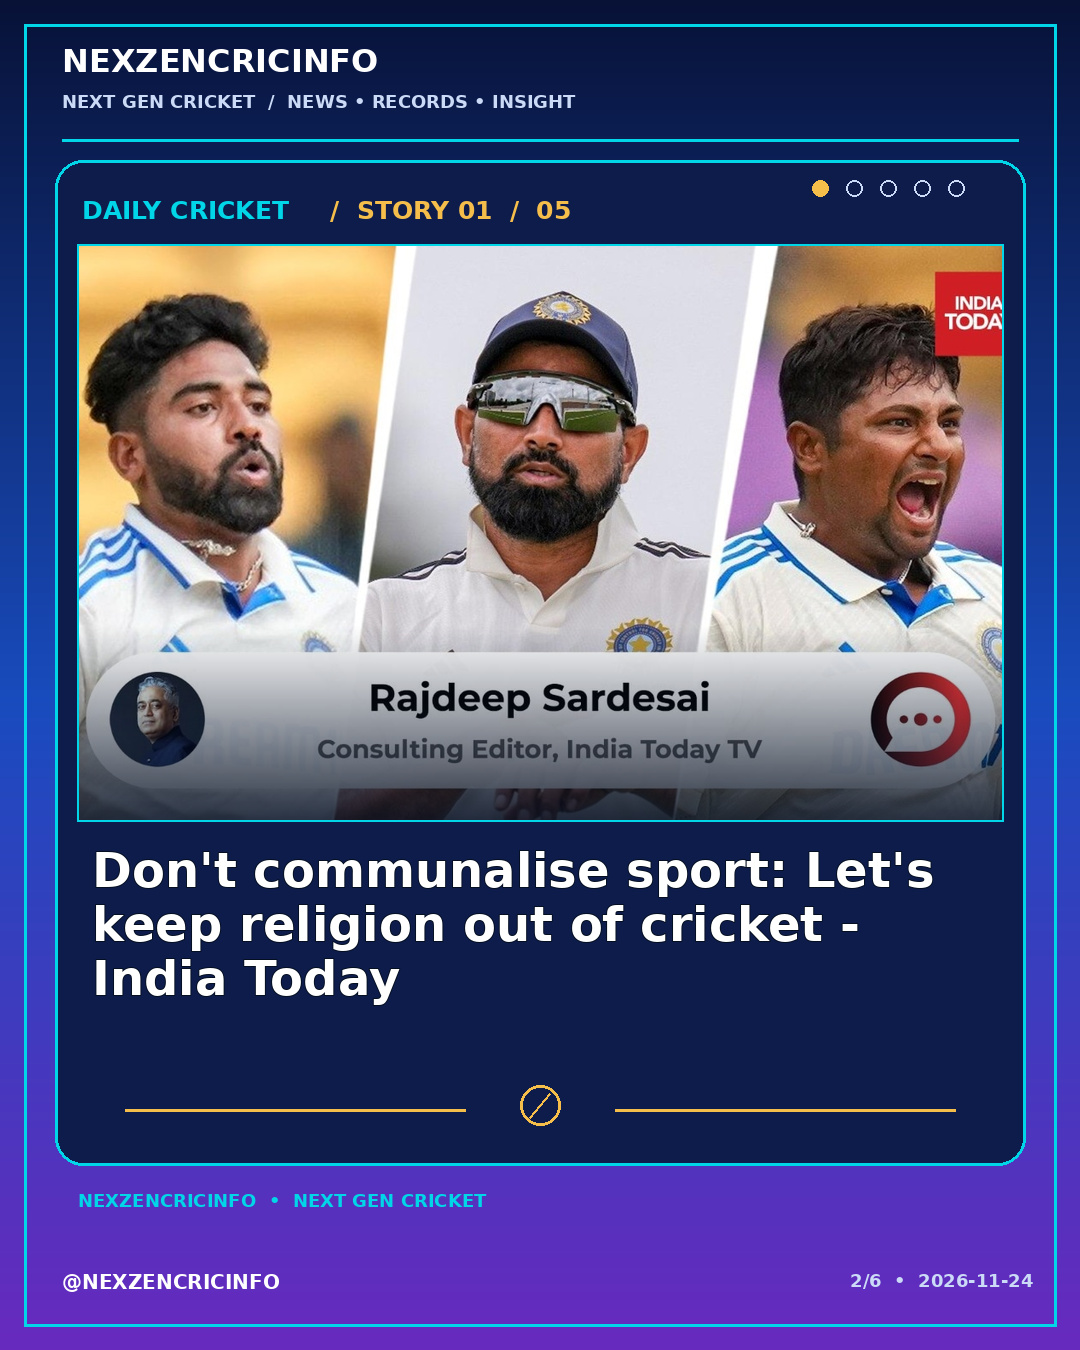 NEXZENCRICINFO
NEXT GEN CRICKET / NEWS • RECORDS • INSIGHT
DAILY CRICKET / STORY 01 / 05
INDIA
TODAY
Rajdeep Sardesai
Consulting Editor, India Today TV
Don't communalise sport: Let's
keep religion out of cricket -
India Today
NEXZENCRICINFO • NEXT GEN CRICKET
@NEXZENCRICINFO
2/6 • 2026-11-24